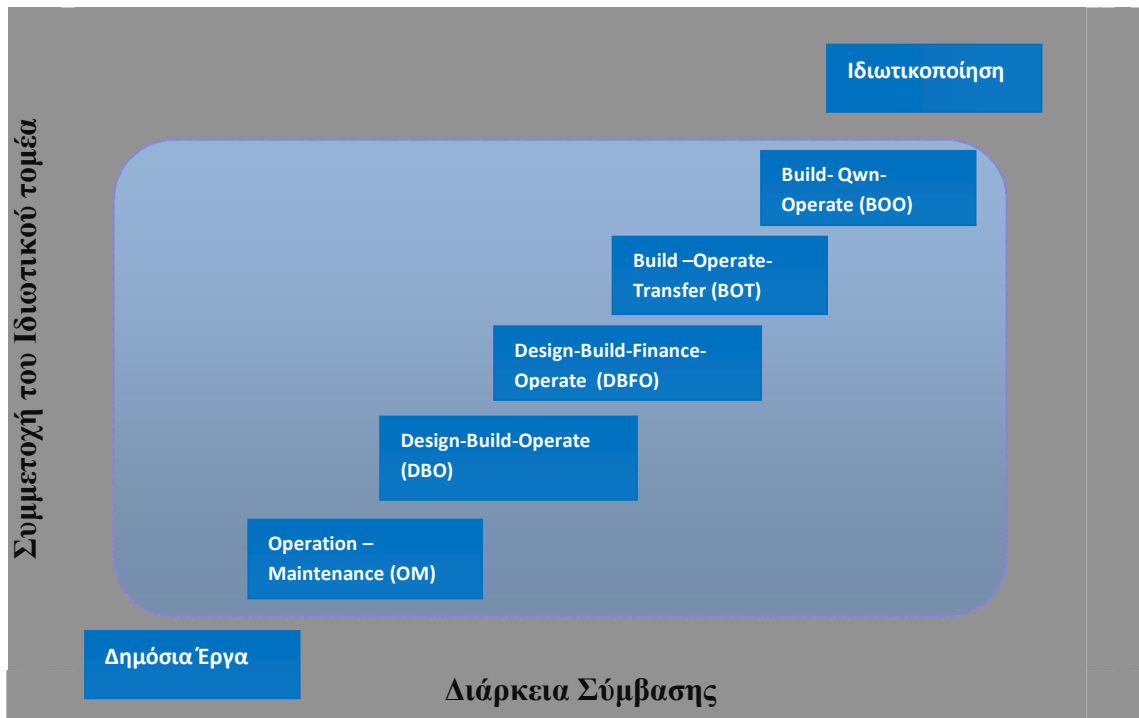 Συμμετοχή του Ιδιωτικού τομέα
Ιδιωτικοποίηση
Build- Qwn-
Operate (BOO)
Build –Operate-
Transfer (BOT)
Design-Build-Finance-
Operate (DBFO)
Design-Build-Operate
(DBO)
Operation –
Maintenance (OM)
Δημόσια Έργα
Διάρκεια Σύμβασης